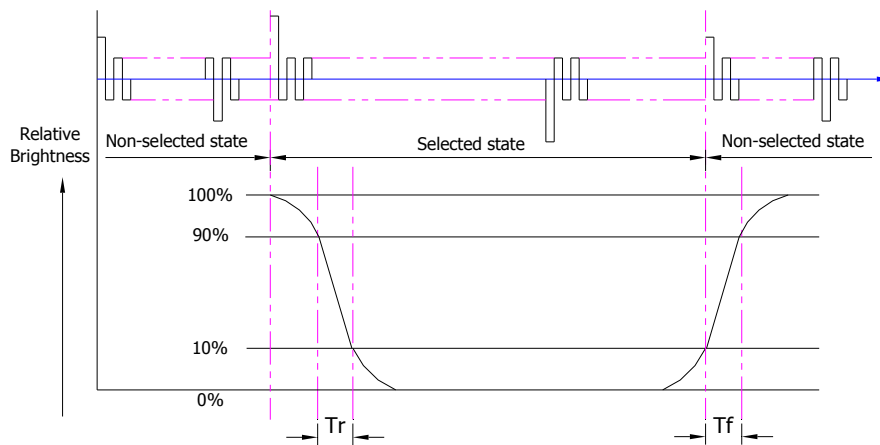 Relative
Brightness
Non-selected state
Selected state
Non-selected state
100%
90%
10%
0%
Tr
Tf